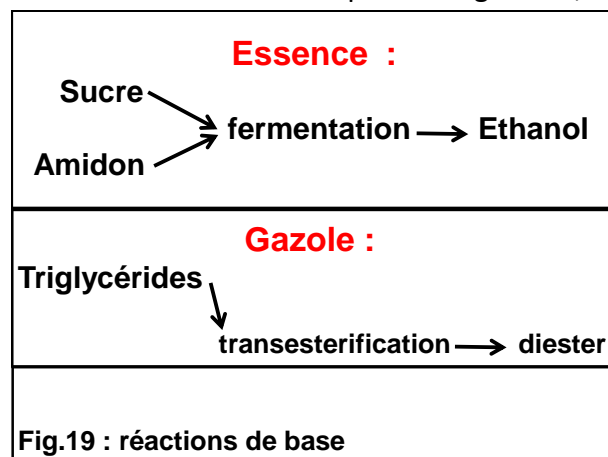 Essence :
Sucre
fermentation Ethanol
Amidon
Gazole :
Triglycérides
transesterification diester
Fig.19 : réactions de base